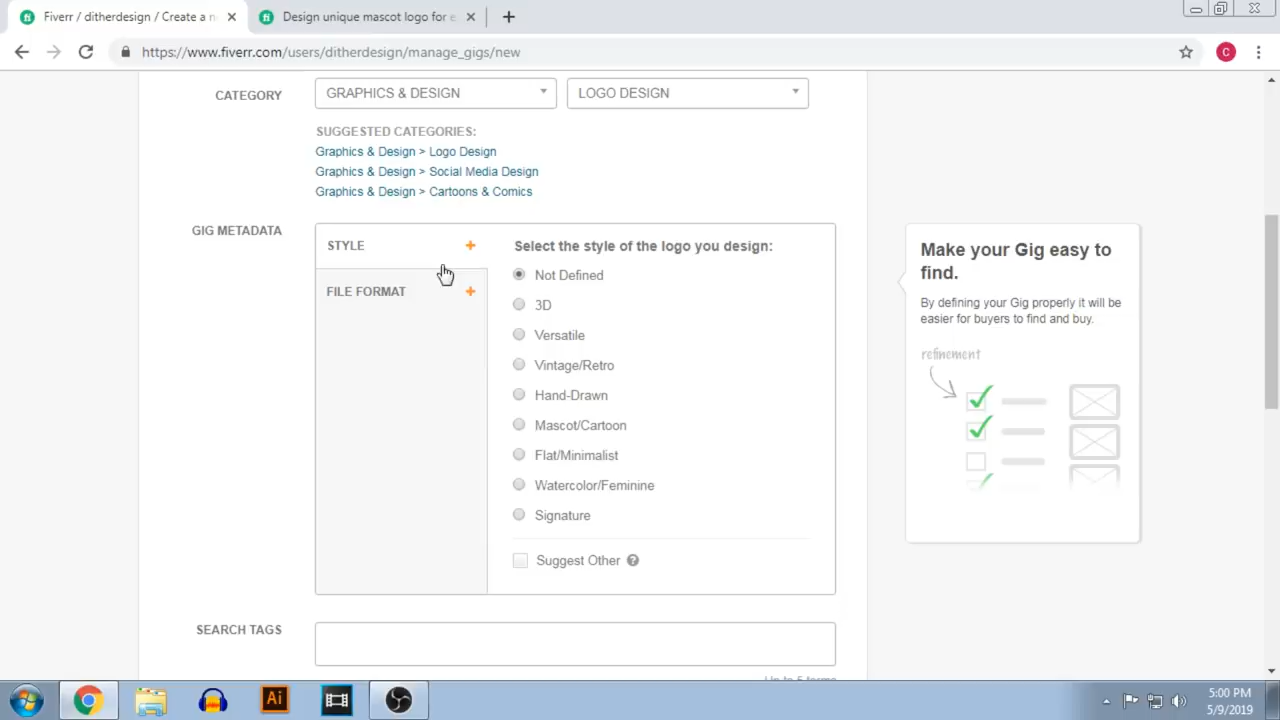 Fiverr / ditherdesign / Create a n
Design unique mascot logo for e
https://www.fiverr.com/users/ditherdesign/manage_gigs/new
C
CATEGORY
GRAPHICS & DESIGN
LOGO DESIGN
SUGGESTED CATEGORIES:
Graphics & Design > Logo Design
Graphics & Design > Social Media Design
Graphics & Design > Cartoons & Comics
GIG METADATA
STYLE +
FILE FORMAT +
Select the style of the logo you design:
Not Defined
3D
Versatile
Vintage/Retro
Hand-Drawn
Mascot/Cartoon
Flat/Minimalist
Watercolor/Feminine
Signature
Suggest Other ?
Make your Gig easy to
find.
By defining your Gig properly it will be
easier for buyers to find and buy.
refinement
SEARCH TAGS
Up to 5 terms
Ai
5:00 PM
5/9/2019